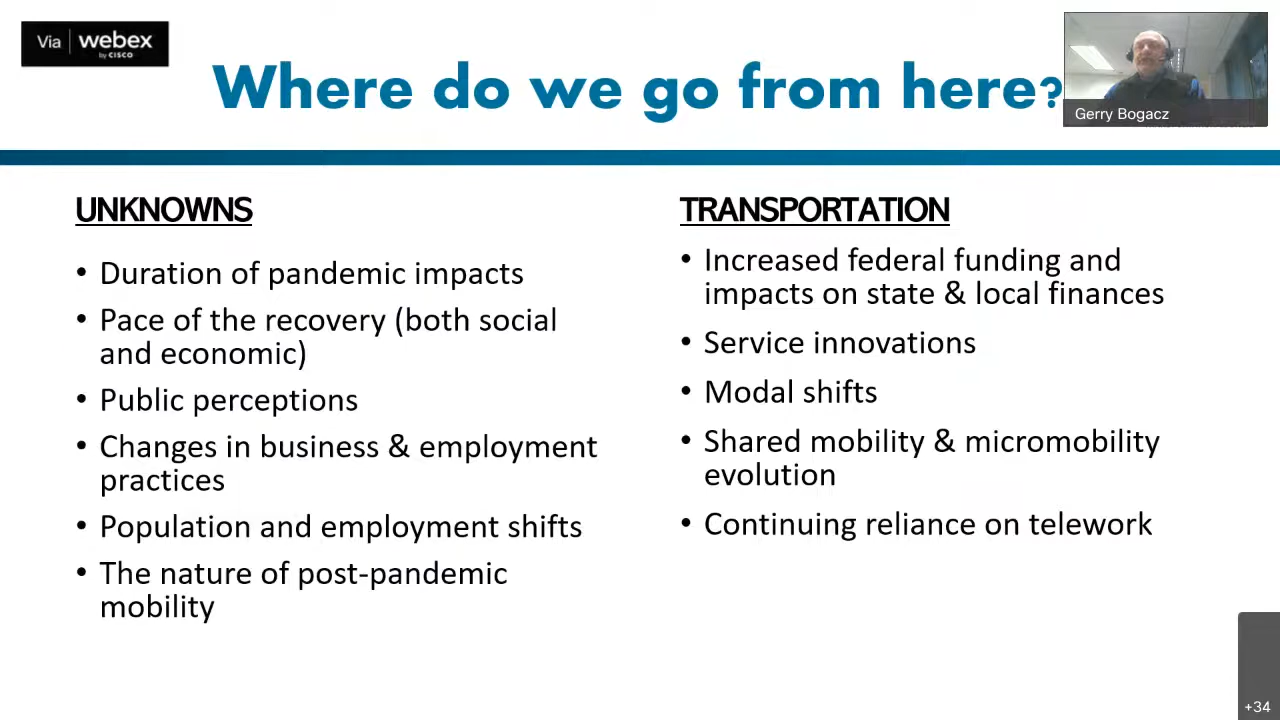 Via webex
by CISCO
Where do we go from here?
Gerry Bogacz
UNKNOWNS
• Duration of pandemic impacts
• Pace of the recovery (both social
and economic)
• Public perceptions
• Changes in business & employment
practices
• Population and employment shifts
• The nature of post-pandemic
mobility
TRANSPORTATION
• Increased federal funding and
impacts on state & local finances
• Service innovations
• Modal shifts
• Shared mobility & micromobility
evolution
• Continuing reliance on telework
+34